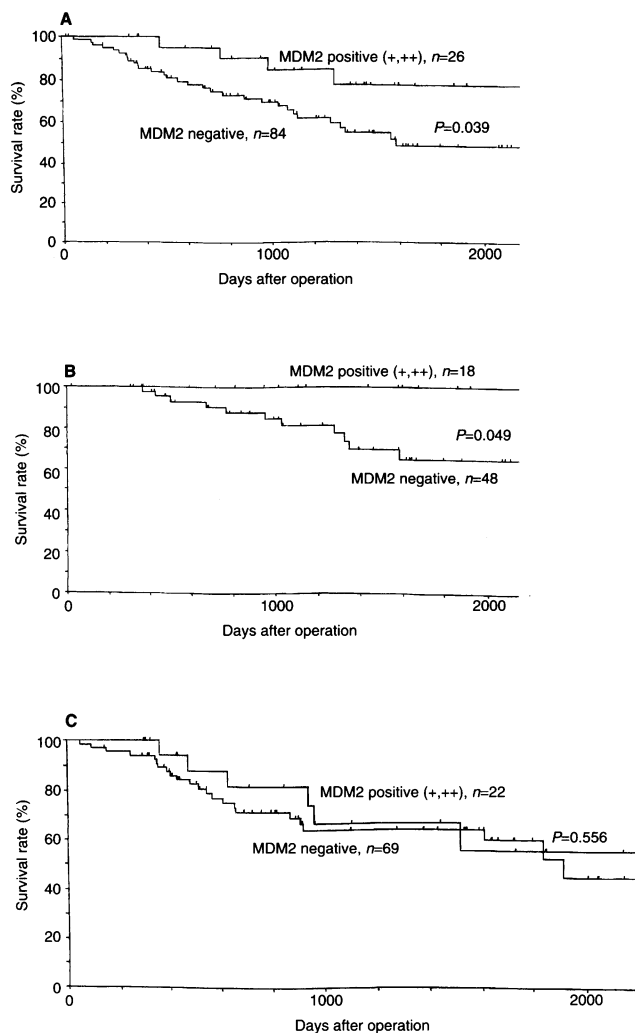 A
100
80
60
40
20
0
Survival rate (%)
MDM2 positive (+,++), n=26
MDM2 negative, n=84
P=0.039
0
1000
2000
Days after operation
B
100
80
60
40
20
0
Survival rate (%)
MDM2 positive (+,++), n=18
P=0.049
MDM2 negative, n=48
0
1000
2000
Days after operation
C
100
80
60
40
20
0
Survival rate (%)
MDM2 positive (+,++), n=22
MDM2 negative, n=69
P=0.556
0
1000
2000
Days after operation